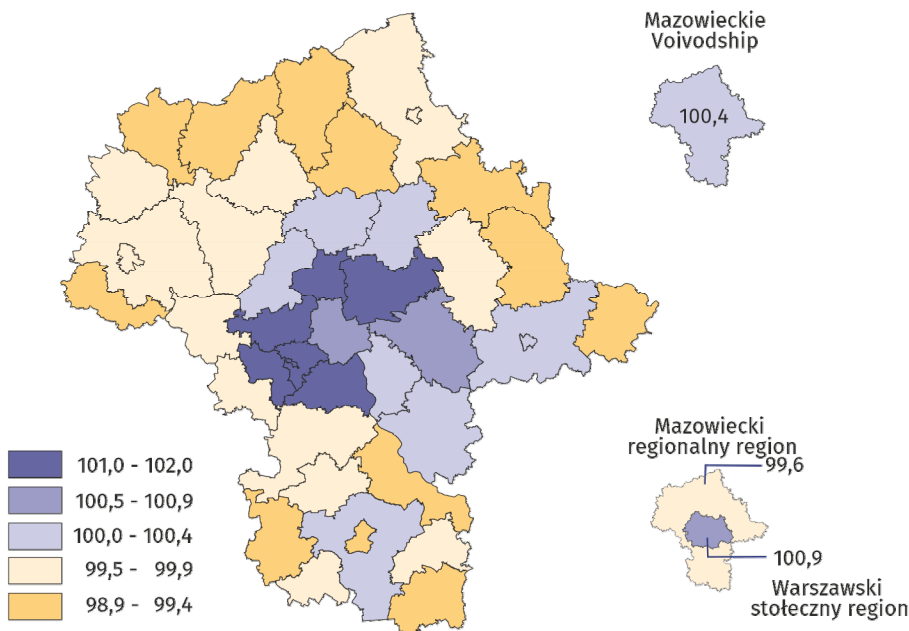 Mazowieckie
Voivodship
100,4
101,0 - 102,0
100,5 - 100,9
100,0 - 100,4
99,5 - 99,9
98,9 - 99,4
Mazowiecki
regionalny region
99,6
100,9
Warszawski
stołeczny region